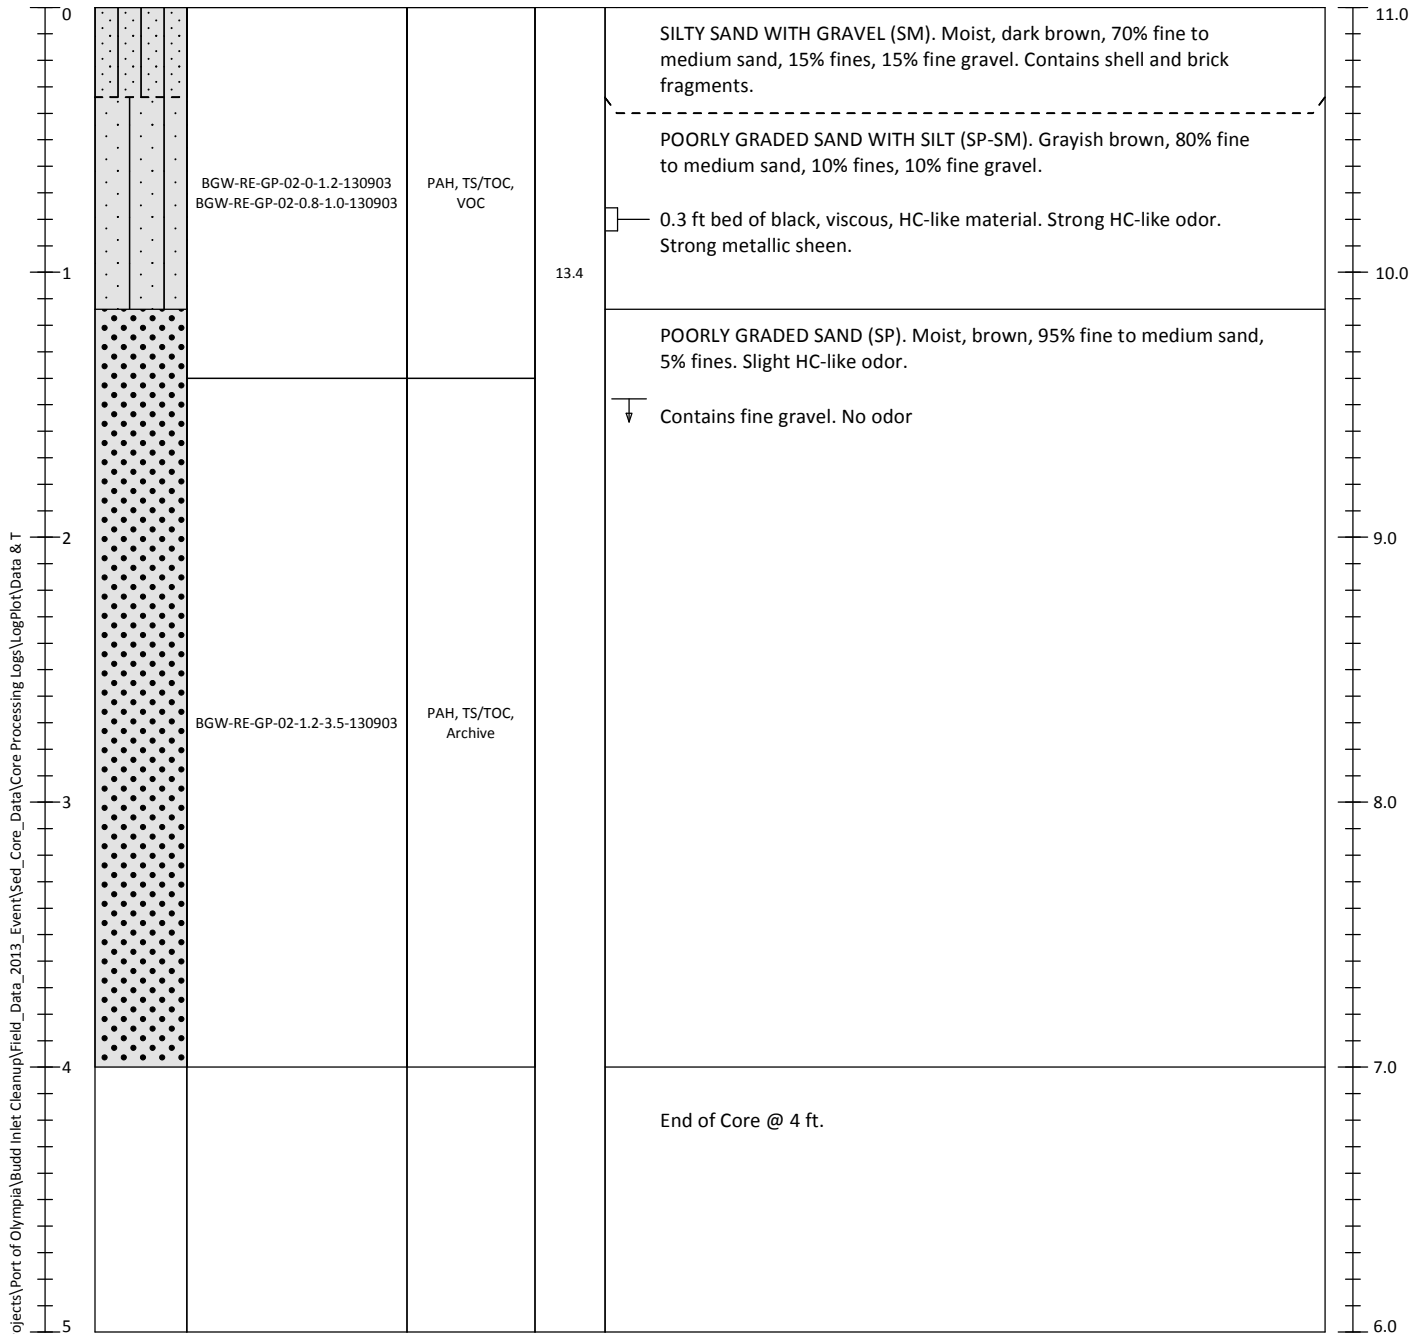 0
SILTY SAND WITH GRAVEL (SM). Moist, dark brown, 70% fine to
medium sand, 15% fines, 15% fine gravel. Contains shell and brick
fragments.
11.0
POORLY GRADED SAND WITH SILT (SP-SM). Grayish brown, 80% fine
to medium sand, 10% fines, 10% fine gravel.
BGW-RE-GP-02-0-1.2-130903
BGW-RE-GP-02-0.8-1.0-130903
PAH, TS/TOC,
VOC
0.3 ft bed of black, viscous, HC-like material. Strong HC-like odor.
Strong metallic sheen.
1
13.4
10.0
POORLY GRADED SAND (SP). Moist, brown, 95% fine to medium sand,
5% fines. Slight HC-like odor.
Contains fine gravel. No odor
2
9.0
BGW-RE-GP-02-1.2-3.5-130903
PAH, TS/TOC,
Archive
3
8.0
4
7.0
End of Core @ 4 ft.
5
6.0
ojects\Port of Olympia\Budd Inlet Cleanup\Field_Data_2013_Event\Sed_Core_Data\Core Processing Logs\LogPlot\Data & T